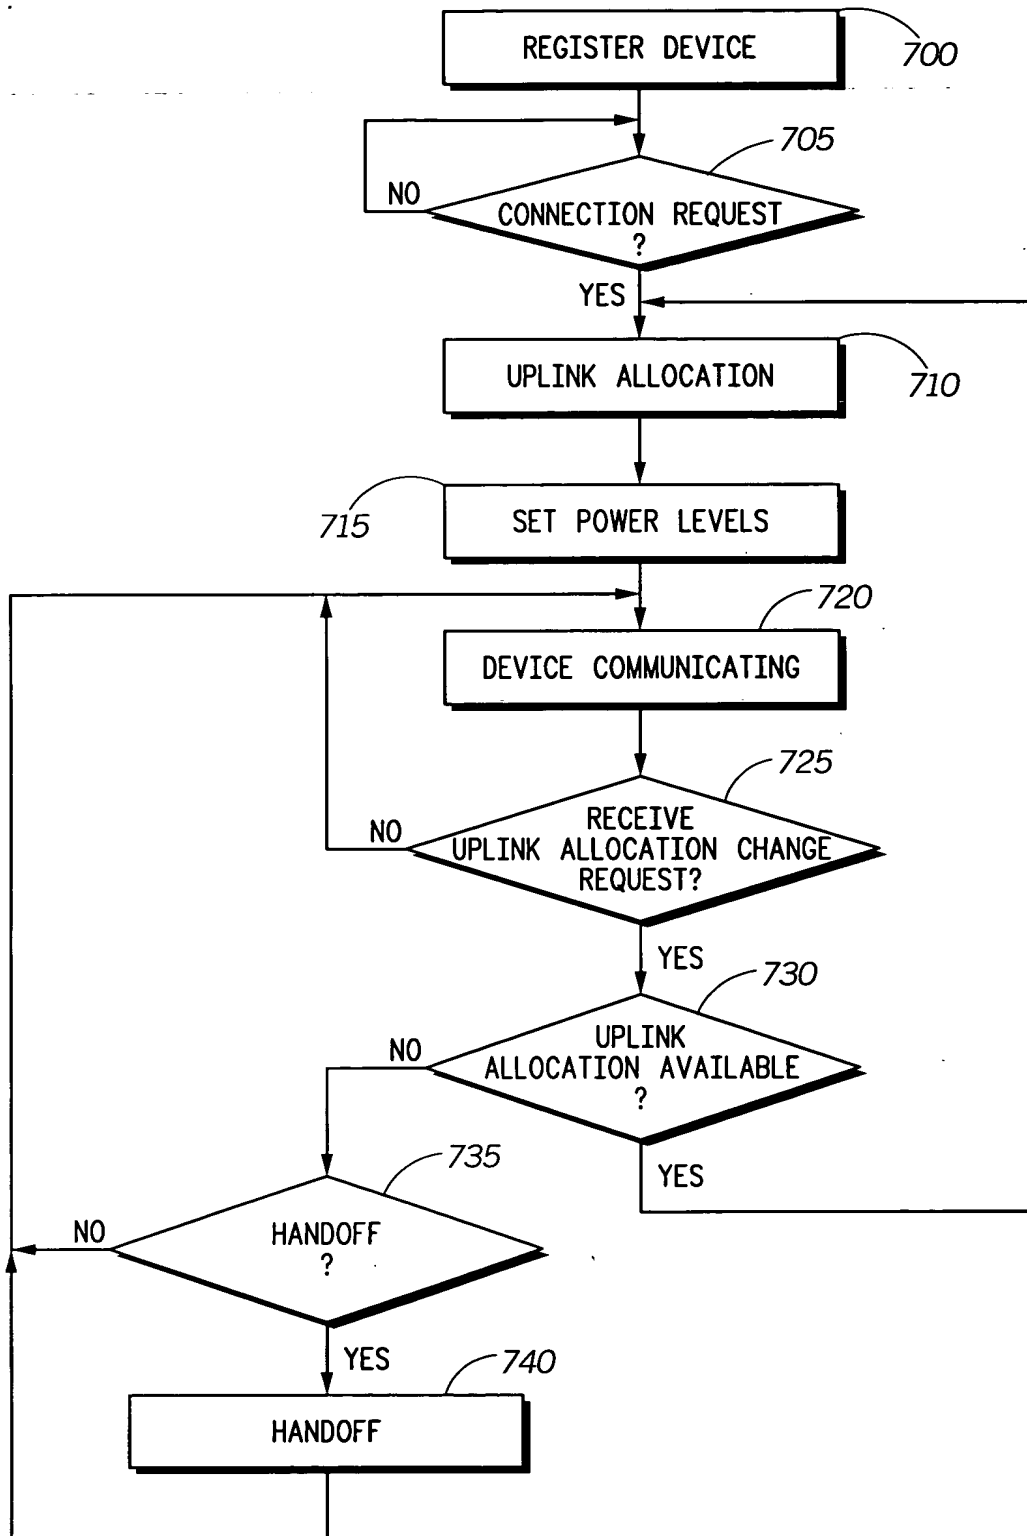 REGISTER DEVICE
700
705
NO
CONNECTION REQUEST
?
YES
UPLINK ALLOCATION
710
715
SET POWER LEVELS
720
DEVICE COMMUNICATING
725
NO
RECEIVE
UPLINK ALLOCATION CHANGE
REQUEST?
YES
730
NO
UPLINK
ALLOCATION AVAILABLE
?
YES
735
NO
HANDOFF
?
YES
740
HANDOFF